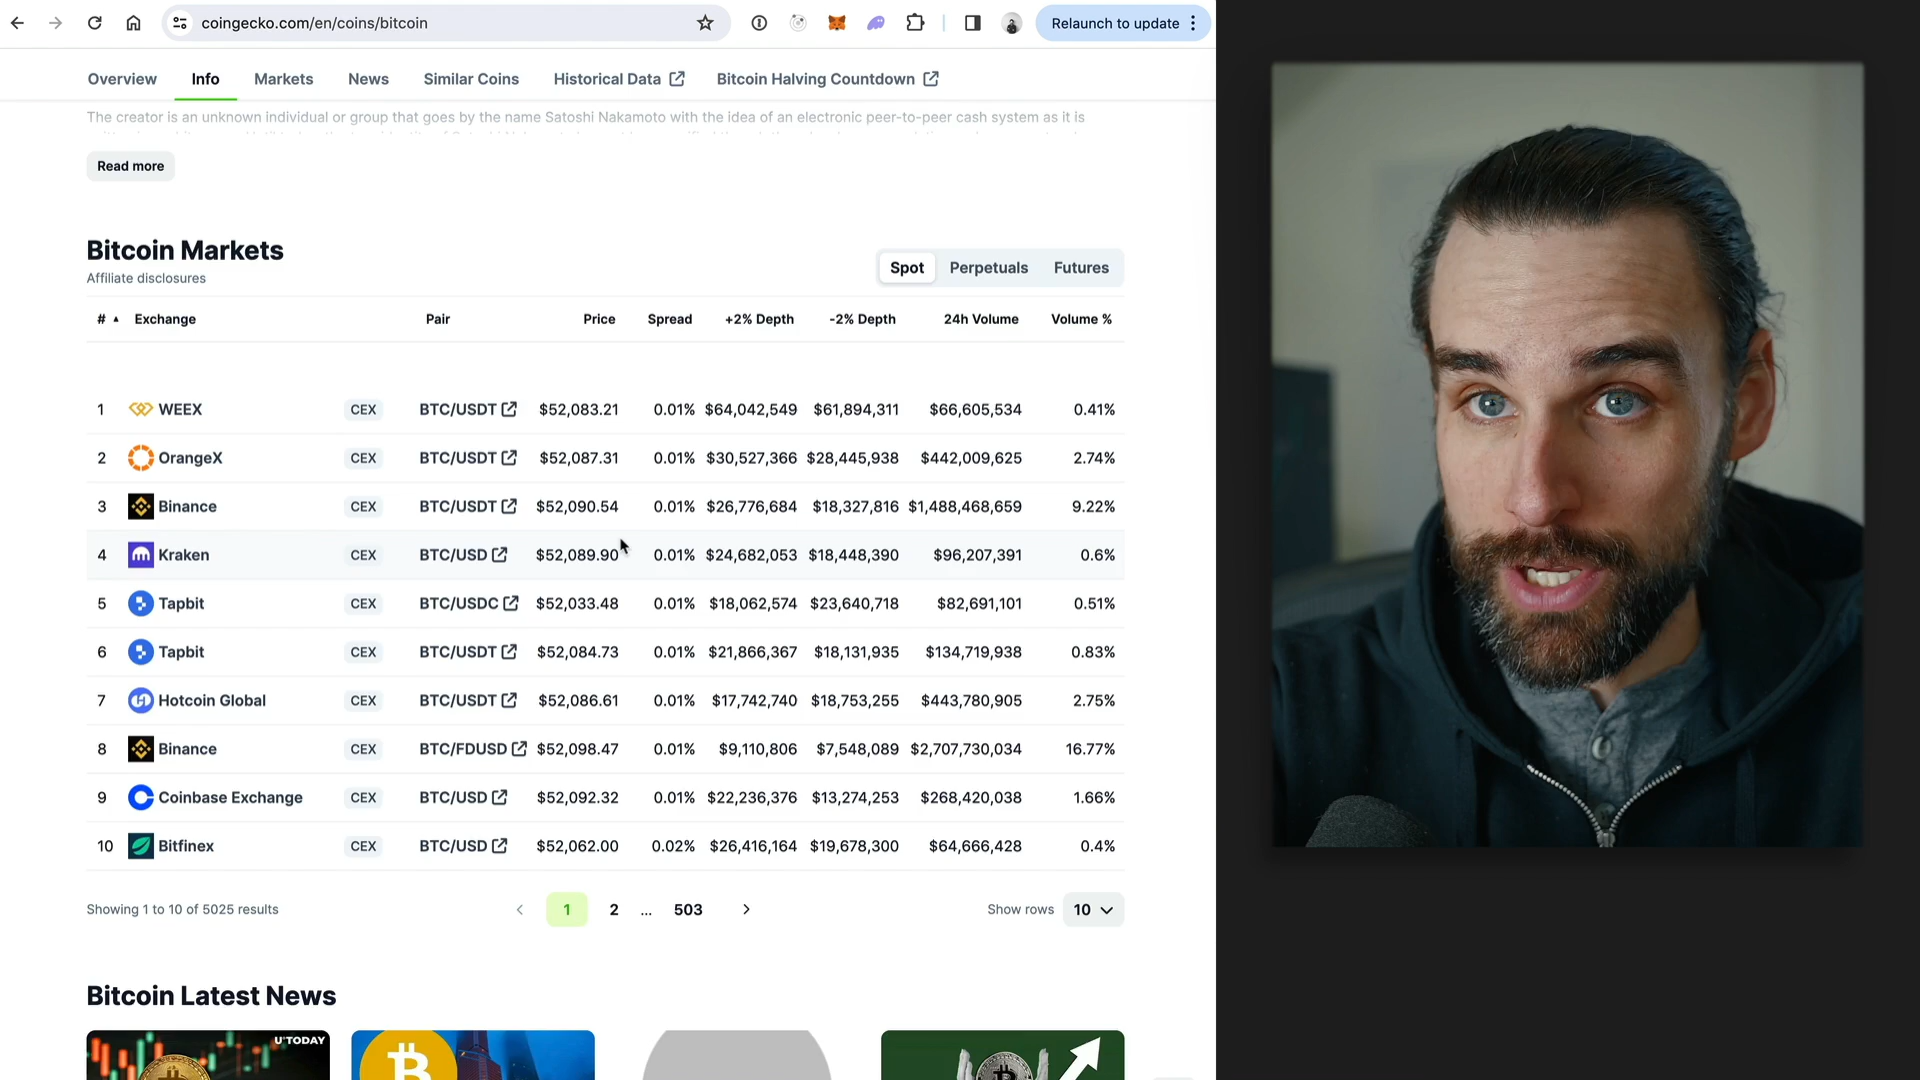 coingecko.com/en/coins/bitcoin
Relaunch to update
Overview Info Markets News Similar Coins Historical Data Bitcoin Halving Countdown
The creator is an unknown individual or group that goes by the name Satoshi Nakamoto with the idea of an electronic peer-to-peer cash system as it is
Read more
Bitcoin Markets
Affiliate disclosures
Spot Perpetuals Futures
# Exchange Pair Price Spread +2% Depth -2% Depth 24h Volume Volume %
1 WEEX CEX BTC/USDT $52,083.21 0.01% $64,042,549 $61,894,311 $66,605,534 0.41%
2 OrangeX CEX BTC/USDT $52,087.31 0.01% $30,527,366 $28,445,938 $442,009,625 2.74%
3 Binance CEX BTC/USDT $52,090.54 0.01% $26,776,684 $18,327,816 $1,488,468,659 9.22%
4 Kraken CEX BTC/USD $52,089.90 0.01% $24,682,053 $18,448,390 $96,207,391 0.6%
5 Tapbit CEX BTC/USDC $52,033.48 0.01% $18,062,574 $23,640,718 $82,691,101 0.51%
6 Tapbit CEX BTC/USDT $52,084.73 0.01% $21,866,367 $18,131,935 $134,719,938 0.83%
7 Hotcoin Global CEX BTC/USDT $52,086.61 0.01% $17,742,740 $18,753,255 $443,780,905 2.75%
8 Binance CEX BTC/FDUSD $52,098.47 0.01% $9,110,806 $7,548,089 $2,707,730,034 16.77%
9 Coinbase Exchange CEX BTC/USD $52,092.32 0.01% $22,236,376 $13,274,253 $268,420,038 1.66%
10 Bitfinex CEX BTC/USD $52,062.00 0.02% $26,416,164 $19,678,300 $64,666,428 0.4%
Showing 1 to 10 of 5025 results 1 2 ... 503 Show rows 10
Bitcoin Latest News
U'TODAY